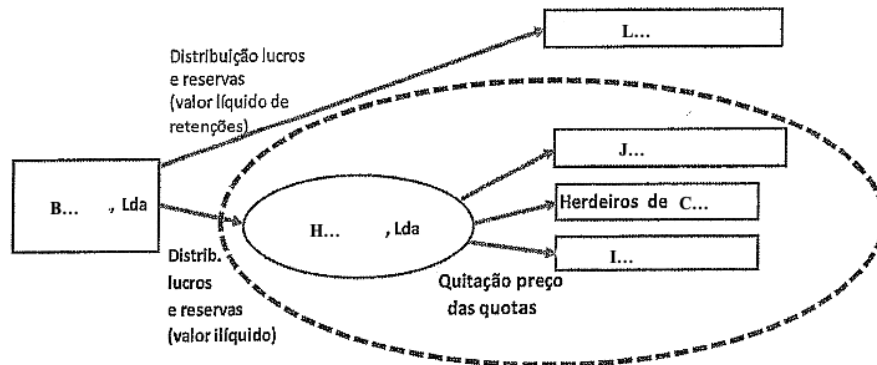 L...
Distribuição lucros
e reservas
(valor líquido de
retenções)
J...
B... , Lda
Herdeiros de C...
H... , Lda
I...
Distrib.
lucros
e reservas
(valor ilíquido)
Quitação preço
das quotas